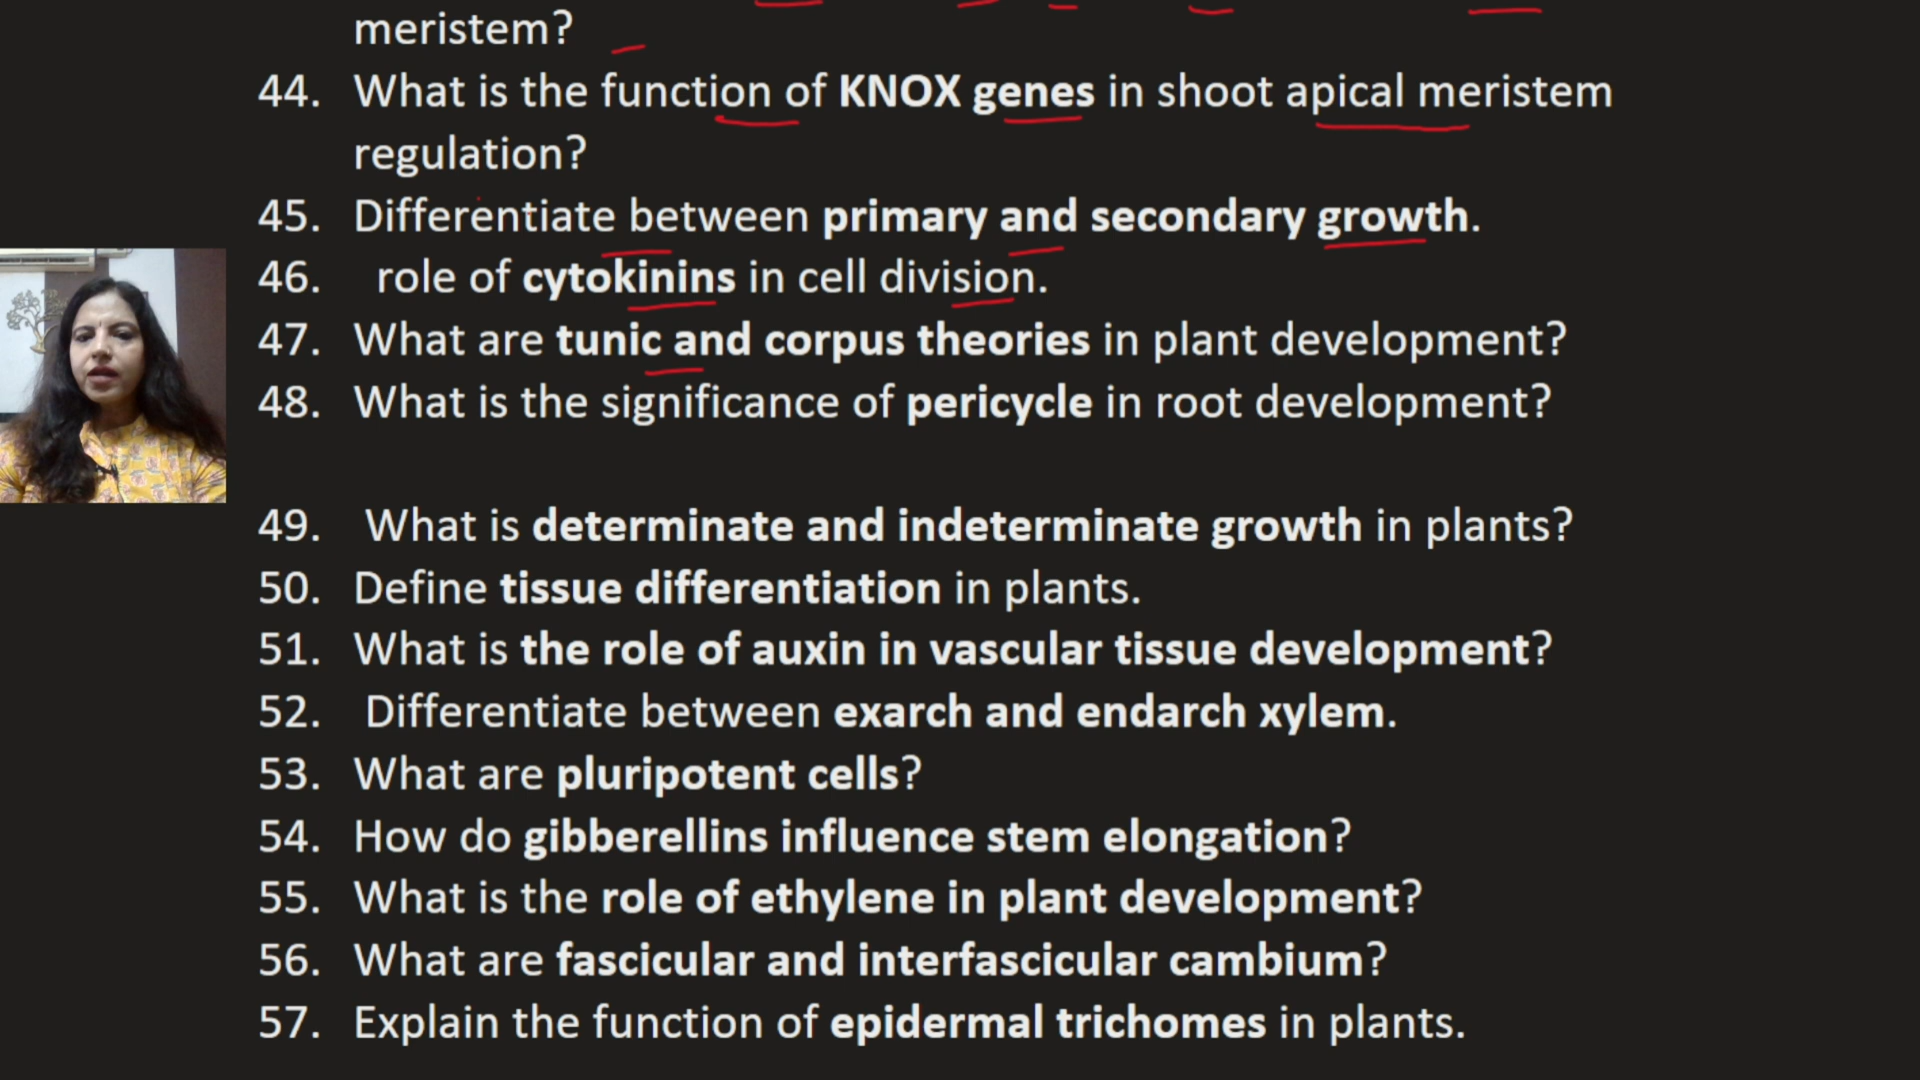 meristem?
44. What is the function of KNOX genes in shoot apical meristem
regulation?
45. Differentiate between primary and secondary growth.
46. role of cytokinins in cell division.
47. What are tunic and corpus theories in plant development?
48. What is the significance of pericycle in root development?
49. What is determinate and indeterminate growth in plants?
50. Define tissue differentiation in plants.
51. What is the role of auxin in vascular tissue development?
52. Differentiate between exarch and endarch xylem.
53. What are pluripotent cells?
54. How do gibberellins influence stem elongation?
55. What is the role of ethylene in plant development?
56. What are fascicular and interfascicular cambium?
57. Explain the function of epidermal trichomes in plants.